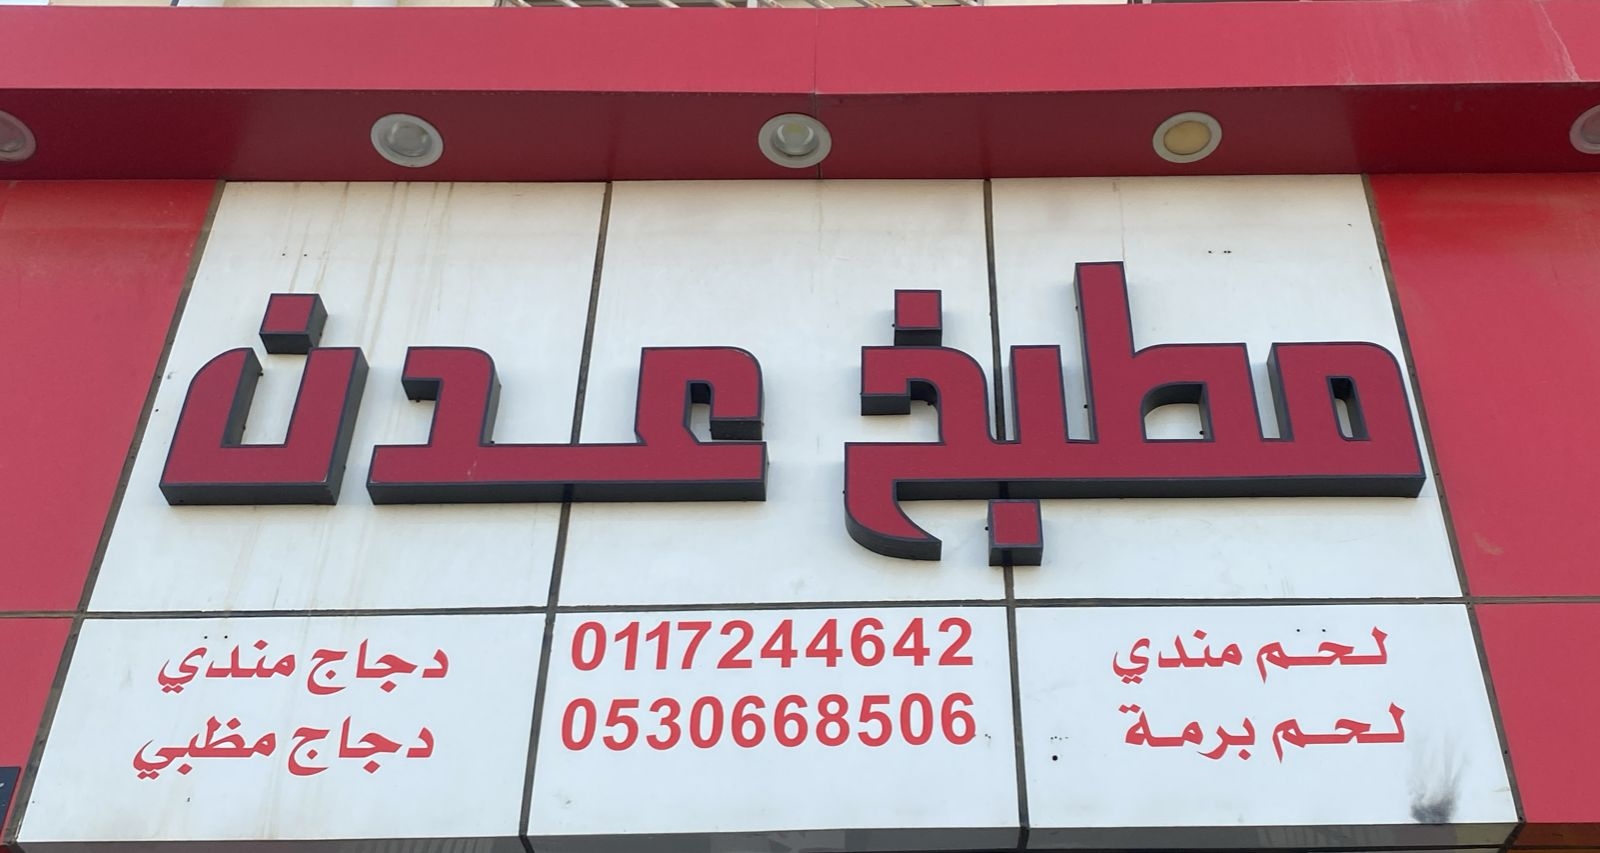 مطبخ عدن
لحم مندي
لحم برمة
0117244642
0530668506
دجاج مندي
دجاج مظبي